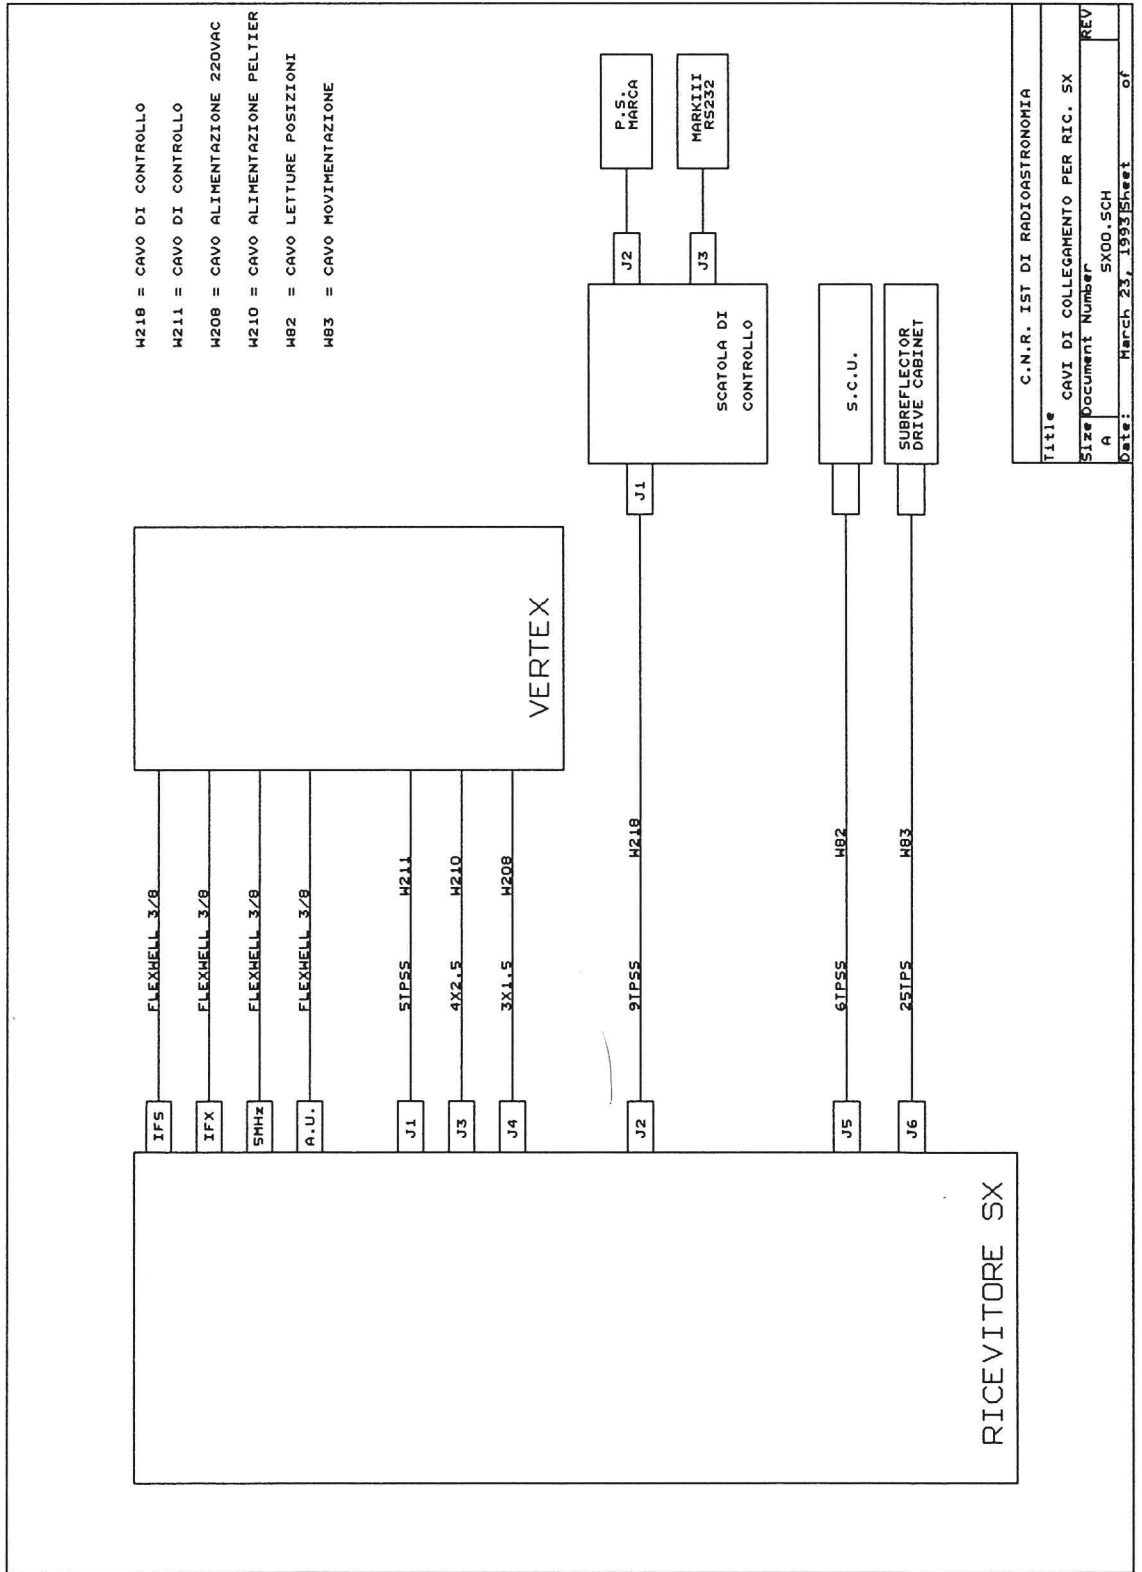 W218 = CAVO DI CONTROLLO
W211 = CAVO DI CONTROLLO
W208 = CAVO ALIMENTAZIONE 220VAC
W210 = CAVO ALIMENTAZIONE PELTIER
W82 = CAVO LETTURE POSIZIONI
W83 = CAVO MOVIMENTAZIONE
IFS
FLEXWELL 3/8
IFX
FLEXWELL 3/8
5MHz
FLEXWELL 3/8
A.U.
FLEXWELL 3/8
J1
5TPSS
W211
J3
4X2.5
W210
J4
3X1.5
W208
VERTEX
J2
9TPSS
W218
J1
SCATOLA DI
CONTROLLO
J2
P.S.
MARCA
J3
MARKIII
RS232
J5
6TPSS
W82
S.C.U.
J6
25TPS
W83
SUBREFLECTOR
DRIVE CABINET
RICEVITORE SX
C.N.R. IST DI RADIOASTRONOMIA
Title
CAVI DI COLLEGAMENTO PER RIC. SX
Size Document Number REV
A SX00.SCH
Date: March 23, 1993 Sheet of